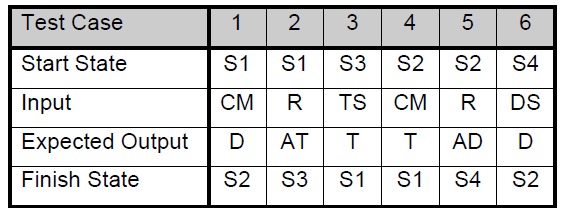 Test Case 1 2 3 4 5 6
Start State S1 S1 S3 S2 S2 S4
Input CM R TS CM R DS
Expected Output D AT T T AD D
Finish State S2 S3 S1 S1 S4 S2